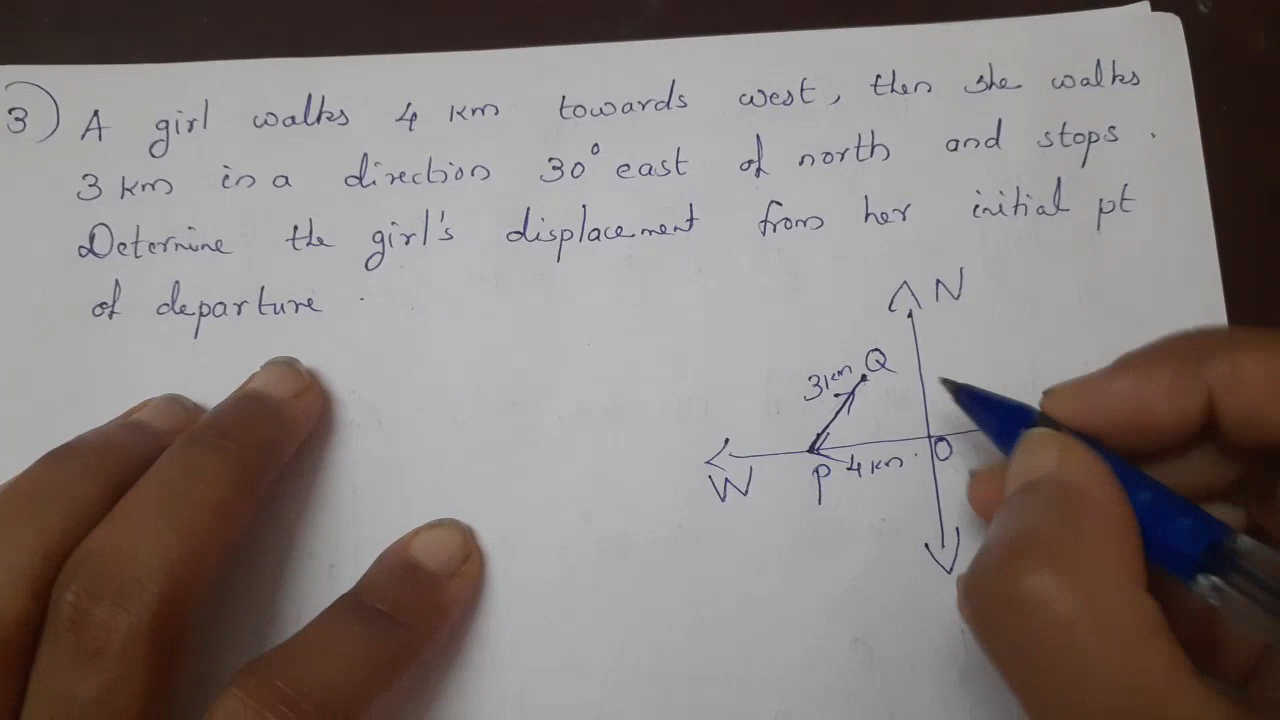 3) A girl walks 4 km towards west, then she walks
3 km in a direction 30° east of north and stops.
Determine the girl's displacement from her initial pt
of departure.
N
3km Q
W P 4km. O